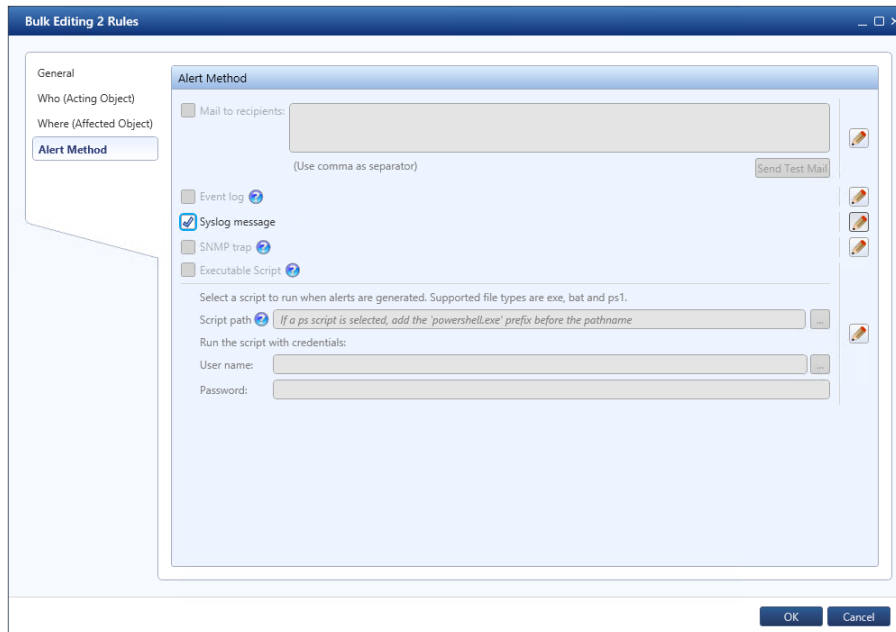 Bulk Editing 2 Rules
General
Who (Acting Object)
Where (Affected Object)
Alert Method
Alert Method
Mail to recipients:
(Use comma as separator)
Send Test Mail
Event log ?
Syslog message
SNMP trap ?
Executable Script ?
Select a script to run when alerts are generated. Supported file types are exe, bat and ps1.
Script path ? If a ps script is selected, add the 'powershell.exe' prefix before the pathname ...
Run the script with credentials:
User name: ...
Password:
OK Cancel